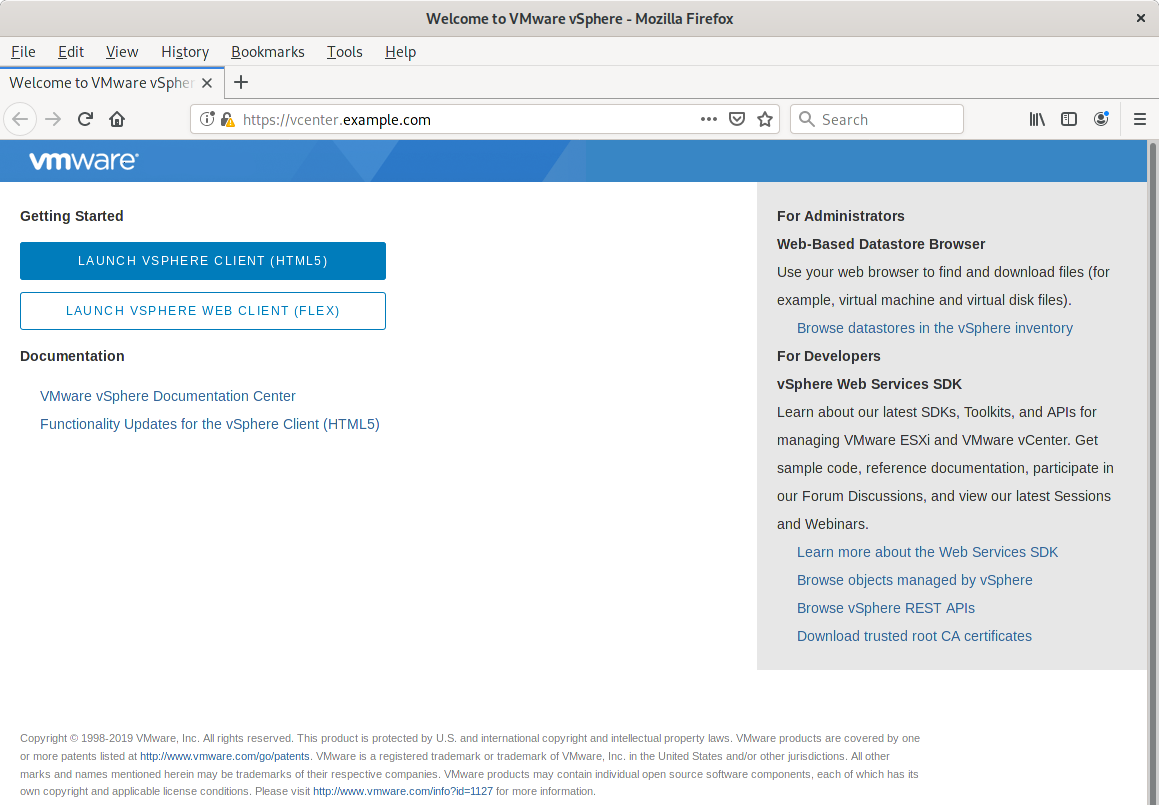 Welcome to VMware vSphere - Mozilla Firefox
File Edit View History Bookmarks Tools Help
Welcome to VMware vSpher
https://vcenter.example.com
Search
vmware®
Getting Started
LAUNCH VSPHERE CLIENT (HTML5)
LAUNCH VSPHERE WEB CLIENT (FLEX)
Documentation
VMware vSphere Documentation Center
Functionality Updates for the vSphere Client (HTML5)
For Administrators
Web-Based Datastore Browser
Use your web browser to find and download files (for
example, virtual machine and virtual disk files).
Browse datastores in the vSphere inventory
For Developers
vSphere Web Services SDK
Learn about our latest SDKs, Toolkits, and APIs for
managing VMware ESXi and VMware vCenter. Get
sample code, reference documentation, participate in
our Forum Discussions, and view our latest Sessions
and Webinars.
Learn more about the Web Services SDK
Browse objects managed by vSphere
Browse vSphere REST APIs
Download trusted root CA certificates
Copyright © 1998-2019 VMware, Inc. All rights reserved. This product is protected by U.S. and international copyright and intellectual property laws. VMware products are covered by one
or more patents listed at http://www.vmware.com/go/patents. VMware is a registered trademark or trademark of VMware, Inc. in the United States and/or other jurisdictions. All other
marks and names mentioned herein may be trademarks of their respective companies. VMware products may contain individual open source software components, each of which has its
own copyright and applicable license conditions. Please visit http://www.vmware.com/info?id=1127 for more information.